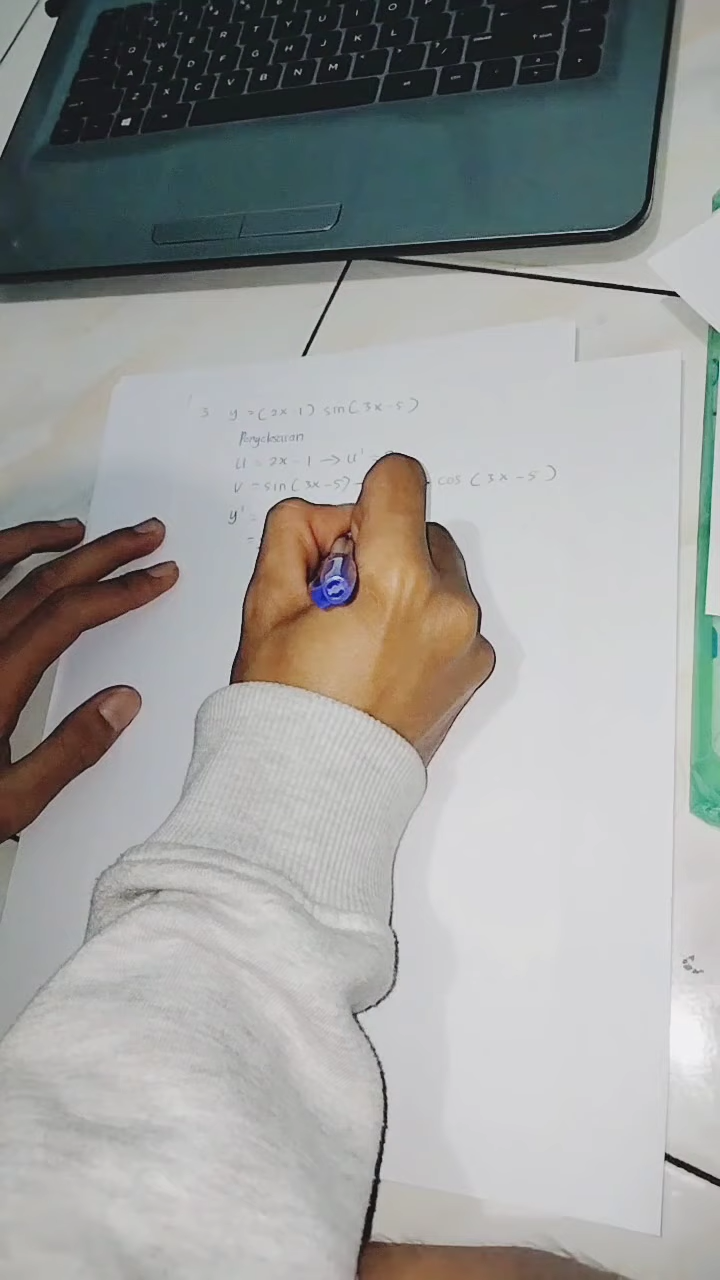 3 y = (2x-1) sin(3x-5)
Penyelesaian
u = 2x - 1 → u' =
v = sin(3x-5) cos(3x-5)
y' =
=